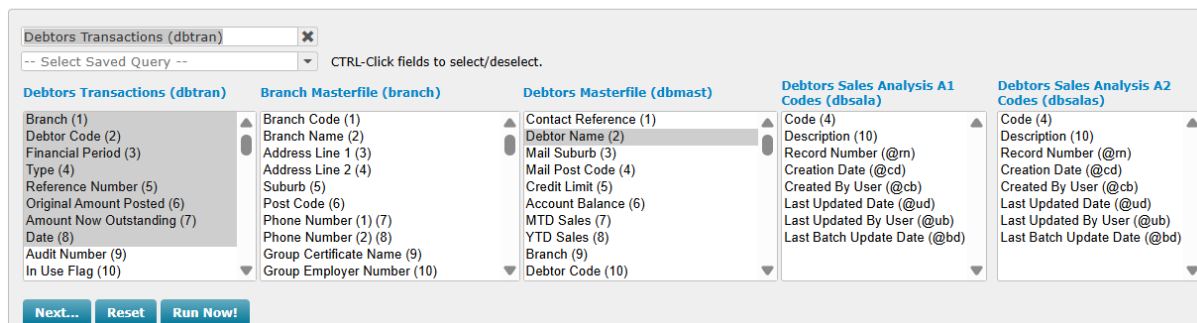 Debtors Transactions (dbtran)
-- Select Saved Query --
CTRL-Click fields to select/deselect.
Debtors Transactions (dbtran)
Branch (1)
Debtor Code (2)
Financial Period (3)
Type (4)
Reference Number (5)
Original Amount Posted (6)
Amount Now Outstanding (7)
Date (8)
Audit Number (9)
In Use Flag (10)
Branch Masterfile (branch)
Branch Code (1)
Branch Name (2)
Address Line 1 (3)
Address Line 2 (4)
Suburb (5)
Post Code (6)
Phone Number (1) (7)
Phone Number (2) (8)
Group Certificate Name (9)
Group Employer Number (10)
Debtors Masterfile (dbmast)
Contact Reference (1)
Debtor Name (2)
Mail Suburb (3)
Mail Post Code (4)
Credit Limit (5)
Account Balance (6)
MTD Sales (7)
YTD Sales (8)
Branch (9)
Debtor Code (10)
Debtors Sales Analysis A1
Codes (dbsala)
Code (4)
Description (10)
Record Number (@rn)
Creation Date (@cd)
Created By User (@cb)
Last Updated Date (@ud)
Last Updated By User (@ub)
Last Batch Update Date (@bd)
Debtors Sales Analysis A2
Codes (dbsalas)
Code (4)
Description (10)
Record Number (@rn)
Creation Date (@cd)
Created By User (@cb)
Last Updated Date (@ud)
Last Updated By User (@ub)
Last Batch Update Date (@bd)
Next...
Reset
Run Now!